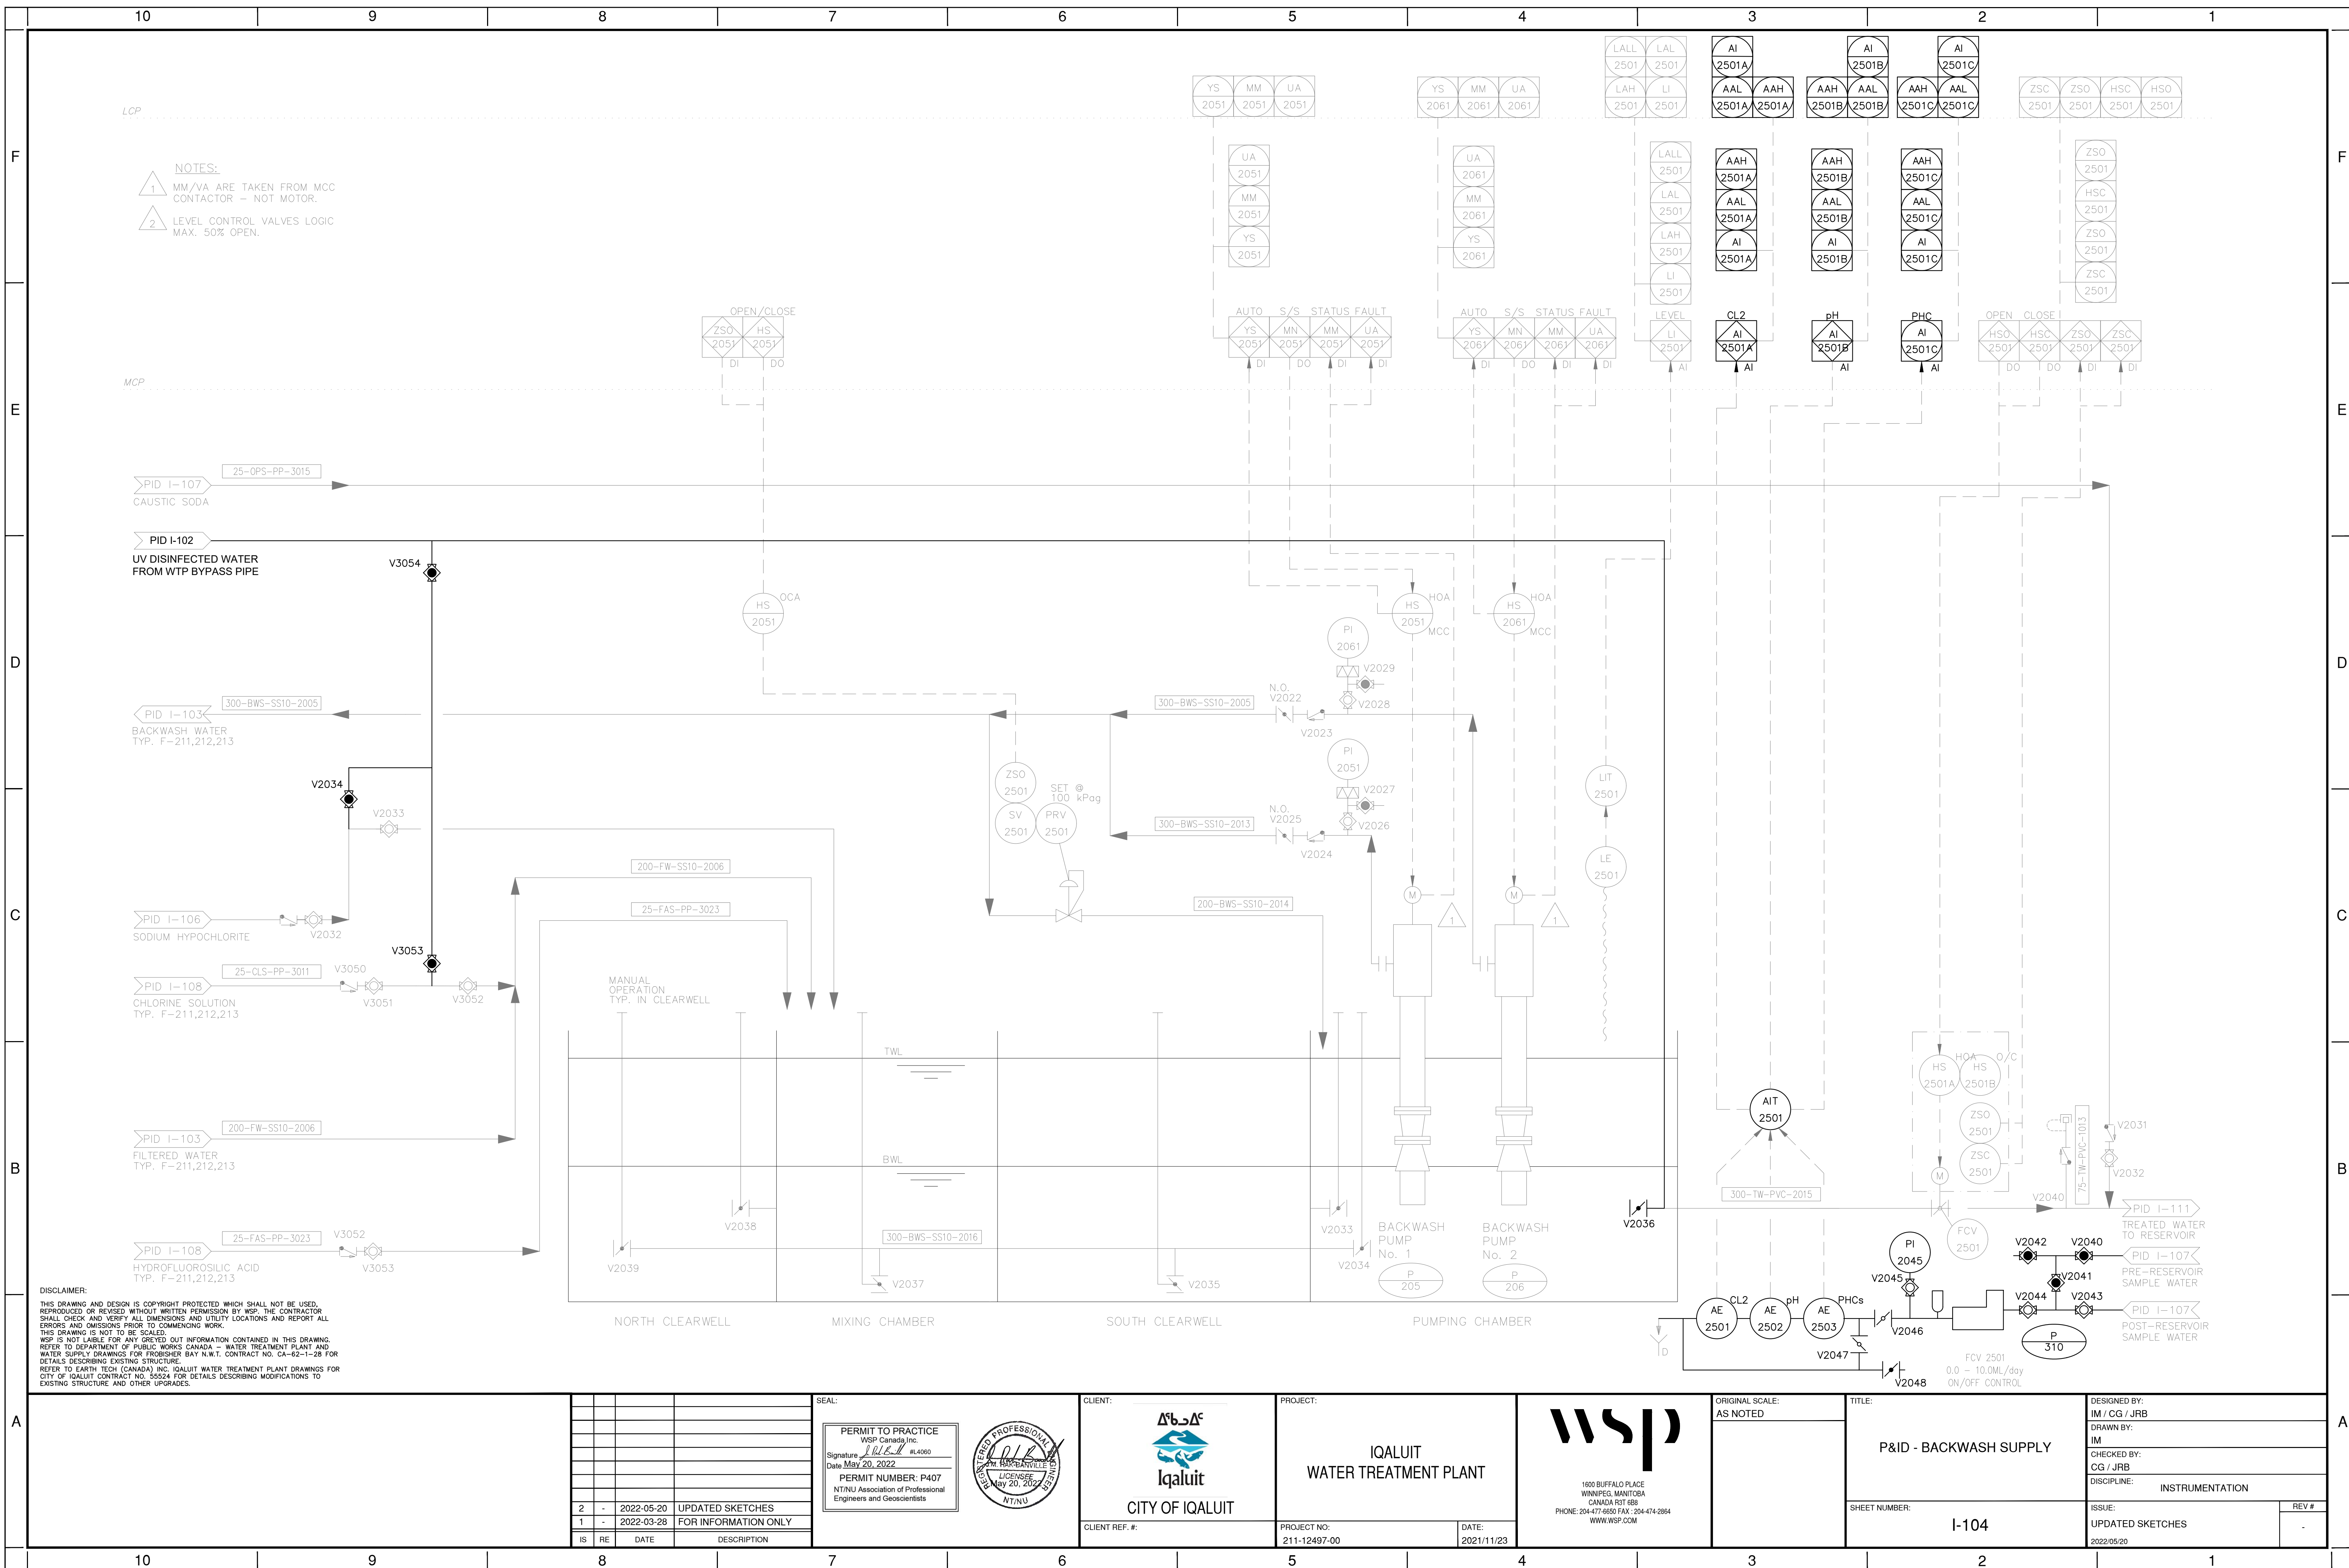 10 9 8 7 6 5 4 3 2 1
F
E
D
C
B
A
LCP
NOTES:
1 MM/VA ARE TAKEN FROM MCC
CONTACTOR – NOT MOTOR.
2 LEVEL CONTROL VALVES LOGIC
MAX. 50% OPEN.
YS MM UA
2051 2051 2051
YS MM UA
2061 2061 2061
LALL LAL
2501 2501
LAH LI
2501 2501
AI
2501A
AAL AAH
2501A 2501A
AI
2501B
AAH AAL
2501B 2501B
AI
2501C
AAH AAL
2501C 2501C
ZSC ZSO HSC HSO
2501 2501 2501 2501
UA
2051
MM
2051
YS
2051
UA
2061
MM
2061
YS
2061
LALL
2501
LAL
2501
LAH
2501
LI
2501
AAH
2501A
AAL
2501A
AI
2501A
AAH
2501B
AAL
2501B
AI
2501B
AAH
2501C
AAL
2501C
AI
2501C
ZSO
2501
HSC
2501
ZSO
2501
ZSC
2501
OPEN/CLOSE
ZSO HS
2051 2051
DI DO
AUTO S/S STATUS FAULT
YS MN MM UA
2051 2051 2051 2051
DI DO DI DI
AUTO S/S STATUS FAULT
YS MN MM UA
2061 2061 2061 2061
DI DO DI DI
LEVEL
LI
2501
AI
CL2
AI
2501A
AI
pH
AI
2501B
AI
PHC
AI
2501C
AI
OPEN CLOSE
HSO HSC ZSO ZSC
2501 2501 2501 2501
DO DO DI DI
MCP
25-OPS-PP-3015
PID I-107
CAUSTIC SODA
PID I-102
UV DISINFECTED WATER
FROM WTP BYPASS PIPE
V3054
HS
2051
OCA
HS
2051
HOA
MCC
HS
2061
HOA
MCC
PI
2061
V2029
V2028
N.O.
V2022
V2023
300-BWS-SS10-2005
300-BWS-SS10-2005
PID I-103
BACKWASH WATER
TYP. F-211,212,213
PI
2051
V2027
V2026
N.O.
V2025
V2024
300-BWS-SS10-2013
ZSO
2501
SV
2501
PRV
2501
SET @
100 kPag
LIT
2501
LE
2501
V2034
V2033
200-FW-SS10-2006
25-FAS-PP-3023
200-BWS-SS10-2014
M
M
1
1
PID I-106
SODIUM HYPOCHLORITE
V2032
V3053
25-CLS-PP-3011
V3050
PID I-108
CHLORINE SOLUTION
TYP. F-211,212,213
V3051
V3052
MANUAL
OPERATION
TYP. IN CLEARWELL
TWL
BWL
AIT
2501
HOA O/C
HS HS
2501A 2501B
ZSO
2501
ZSC
2501
M
75-TW-PVC-1013
V2031
V2032
200-FW-SS10-2006
PID I-103
FILTERED WATER
TYP. F-211,212,213
300-TW-PVC-2015
V2040
V2036
FCV
2501
PID I-111
TREATED WATER
TO RESERVOIR
V2038
V2033
BACKWASH
PUMP
No. 1
P
205
BACKWASH
PUMP
No. 2
P
206
25-FAS-PP-3023
V3052
PID I-108
HYDROFLUOROSILIC ACID
TYP. F-211,212,213
V3053
V2039
300-BWS-SS10-2016
V2037
V2035
V2034
PI
2045
V2045
V2042
V2040
PID I-107
PRE-RESERVOIR
SAMPLE WATER
V2041
V2044
V2043
PID I-107
POST-RESERVOIR
SAMPLE WATER
NORTH CLEARWELL
MIXING CHAMBER
SOUTH CLEARWELL
PUMPING CHAMBER
D
AE
2501
CL2
AE
2502
pH
AE
2503
PHCs
V2046
V2047
V2048
P
310
FCV 2501
0.0 – 10.0ML/day
ON/OFF CONTROL
DISCLAIMER:
THIS DRAWING AND DESIGN IS COPYRIGHT PROTECTED WHICH SHALL NOT BE USED,
REPRODUCED OR REVISED WITHOUT WRITTEN PERMISSION BY WSP. THE CONTRACTOR
SHALL CHECK AND VERIFY ALL DIMENSIONS AND UTILITY LOCATIONS AND REPORT ALL
ERRORS AND OMISSIONS PRIOR TO COMMENCING WORK.
THIS DRAWING IS NOT TO BE SCALED.
WSP IS NOT LAIBLE FOR ANY GREYED OUT INFORMATION CONTAINED IN THIS DRAWING.
REFER TO DEPARTMENT OF PUBLIC WORKS CANADA – WATER TREATMENT PLANT AND
WATER SUPPLY DRAWINGS FOR FROBISHER BAY N.W.T. CONTRACT NO. CA-62-1-28 FOR
DETAILS DESCRIBING EXISTING STRUCTURE.
REFER TO EARTH TECH (CANADA) INC. IQALUIT WATER TREATMENT PLANT DRAWINGS FOR
CITY OF IQALUIT CONTRACT NO. 55524 FOR DETAILS DESCRIBING MODIFICATIONS TO
EXISTING STRUCTURE AND OTHER UPGRADES.
2 - 2022-05-20 UPDATED SKETCHES
1 - 2022-03-28 FOR INFORMATION ONLY
IS RE DATE DESCRIPTION
SEAL:
PERMIT TO PRACTICE
WSP Canada Inc.
Signature #L4060
Date May 20, 2022
PERMIT NUMBER: P407
NT/NU Association of Professional
Engineers and Geoscientists
REGISTERED PROFESSIONAL ENGINEER
LICENSEE
May 20, 2022
NT/NU
CLIENT:
ᐃᖃᓗᐃᑦ
Iqaluit
CITY OF IQALUIT
CLIENT REF. #:
PROJECT:
IQALUIT
WATER TREATMENT PLANT
PROJECT NO:
211-12497-00
DATE:
2021/11/23
wsp
1600 BUFFALO PLACE
WINNIPEG, MANITOBA
CANADA R3T 6B8
PHONE: 204-477-6650 FAX : 204-474-2864
WWW.WSP.COM
ORIGINAL SCALE:
AS NOTED
TITLE:
P&ID - BACKWASH SUPPLY
SHEET NUMBER:
I-104
DESIGNED BY:
IM / CG / JRB
DRAWN BY:
IM
CHECKED BY:
CG / JRB
DISCIPLINE:
INSTRUMENTATION
ISSUE:
UPDATED SKETCHES
2022/05/20
REV #
-
10 9 8 7 6 5 4 3 2 1